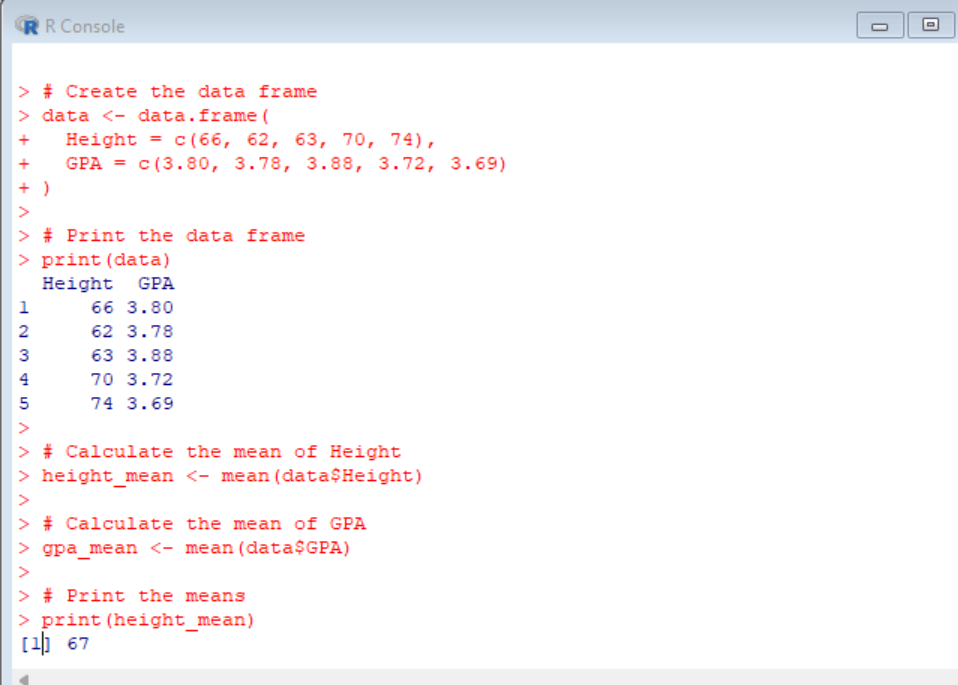 R Console
> # Create the data frame
> data <- data.frame(
+   Height = c(66, 62, 63, 70, 74),
+   GPA = c(3.80, 3.78, 3.88, 3.72, 3.69)
+ )
>
> # Print the data frame
> print(data)
  Height  GPA
1     66 3.80
2     62 3.78
3     63 3.88
4     70 3.72
5     74 3.69
>
> # Calculate the mean of Height
> height_mean <- mean(data$Height)
>
> # Calculate the mean of GPA
> gpa_mean <- mean(data$GPA)
>
> # Print the means
> print(height_mean)
[1] 67